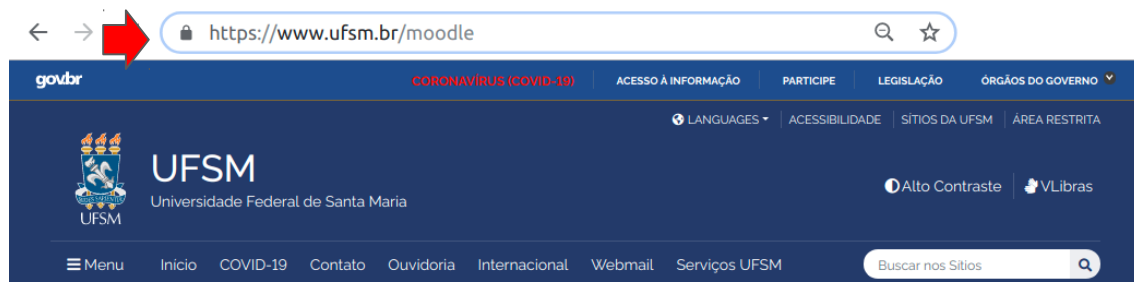 https://www.ufsm.br/moodle
gov.br CORONAVÍRUS (COVID-19) ACESSO À INFORMAÇÃO PARTICIPE LEGISLAÇÃO ÓRGÃOS DO GOVERNO
LANGUAGES ACESSIBILIDADE SÍTIOS DA UFSM ÁREA RESTRITA
UFSM
Universidade Federal de Santa Maria
Alto Contraste VLibras
UFSM
Menu Início COVID-19 Contato Ouvidoria Internacional Webmail Serviços UFSM Buscar nos Sítios